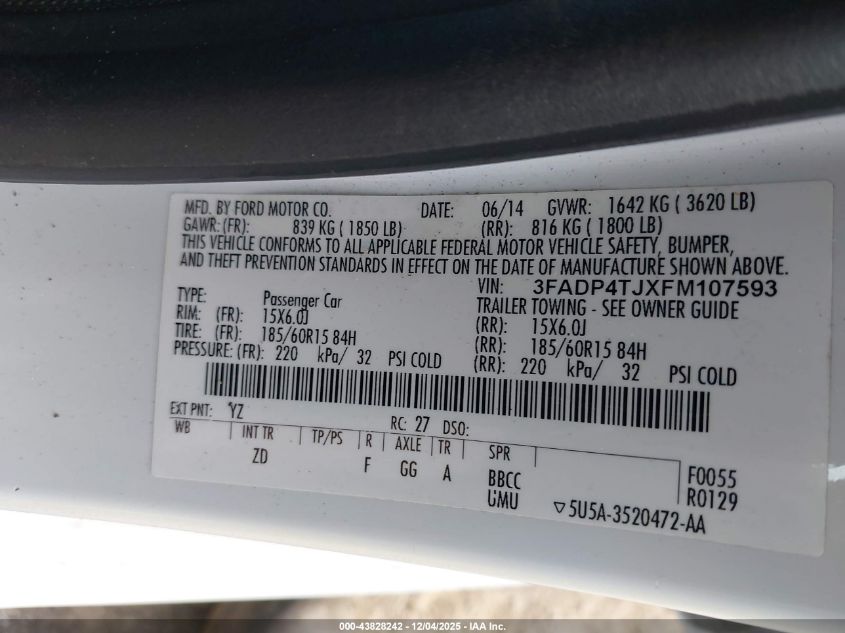 MFD. BY FORD MOTOR CO. DATE: 06/14 GVWR: 1642 KG ( 3620 LB)
GAWR: (FR): 839 KG ( 1850 LB) (RR): 816 KG ( 1800 LB)
THIS VEHICLE CONFORMS TO ALL APPLICABLE FEDERAL MOTOR VEHICLE SAFETY, BUMPER,
AND THEFT PREVENTION STANDARDS IN EFFECT ON THE DATE OF MANUFACTURE SHOWN ABOVE.
VIN: 3FADP4TJXFM107593
TYPE: Passenger Car TRAILER TOWING - SEE OWNER GUIDE
RIM: (FR): 15X6.0J (RR): 15X6.0J
TIRE: (FR): 185/60R15 84H (RR): 185/60R15 84H
PRESSURE: (FR): 220 kPa/ 32 PSI COLD (RR): 220 kPa/ 32 PSI COLD
EXT PNT: YZ RC: 27 DSO:
WB INT TR TP/PS R AXLE TR SPR
ZD F GG A BBCC F0055
UMU R0129
▽5U5A-3520472-AA
000-43828242 - 12/04/2025 - IAA Inc.